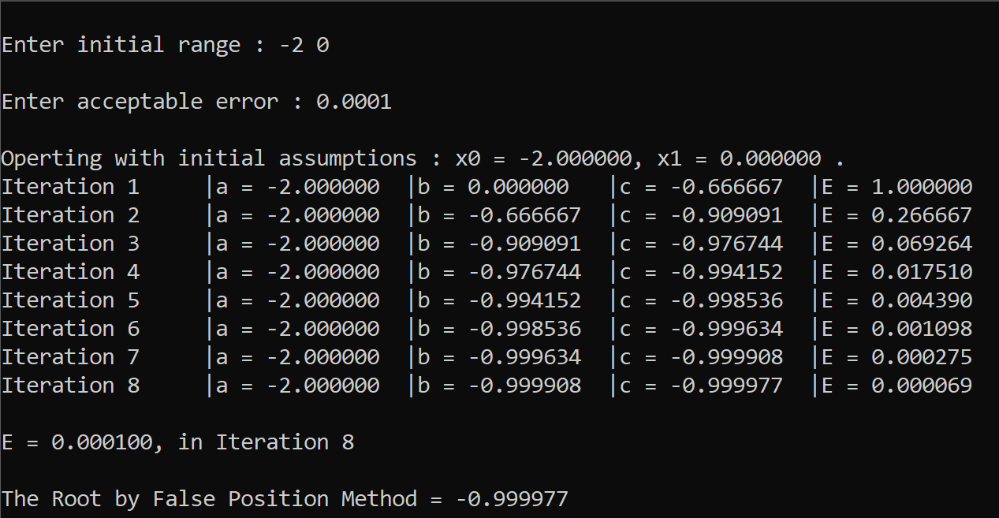 Enter initial range : -2 0
Enter acceptable error : 0.0001
Operting with initial assumptions : x0 = -2.000000, x1 = 0.000000 .
Iteration 1 |a = -2.000000 |b = 0.000000 |c = -0.666667 |E = 1.000000
Iteration 2 |a = -2.000000 |b = -0.666667 |c = -0.909091 |E = 0.266667
Iteration 3 |a = -2.000000 |b = -0.909091 |c = -0.976744 |E = 0.069264
Iteration 4 |a = -2.000000 |b = -0.976744 |c = -0.994152 |E = 0.017510
Iteration 5 |a = -2.000000 |b = -0.994152 |c = -0.998536 |E = 0.004390
Iteration 6 |a = -2.000000 |b = -0.998536 |c = -0.999634 |E = 0.001098
Iteration 7 |a = -2.000000 |b = -0.999634 |c = -0.999908 |E = 0.000275
Iteration 8 |a = -2.000000 |b = -0.999908 |c = -0.999977 |E = 0.000069
E = 0.000100, in Iteration 8
The Root by False Position Method = -0.999977